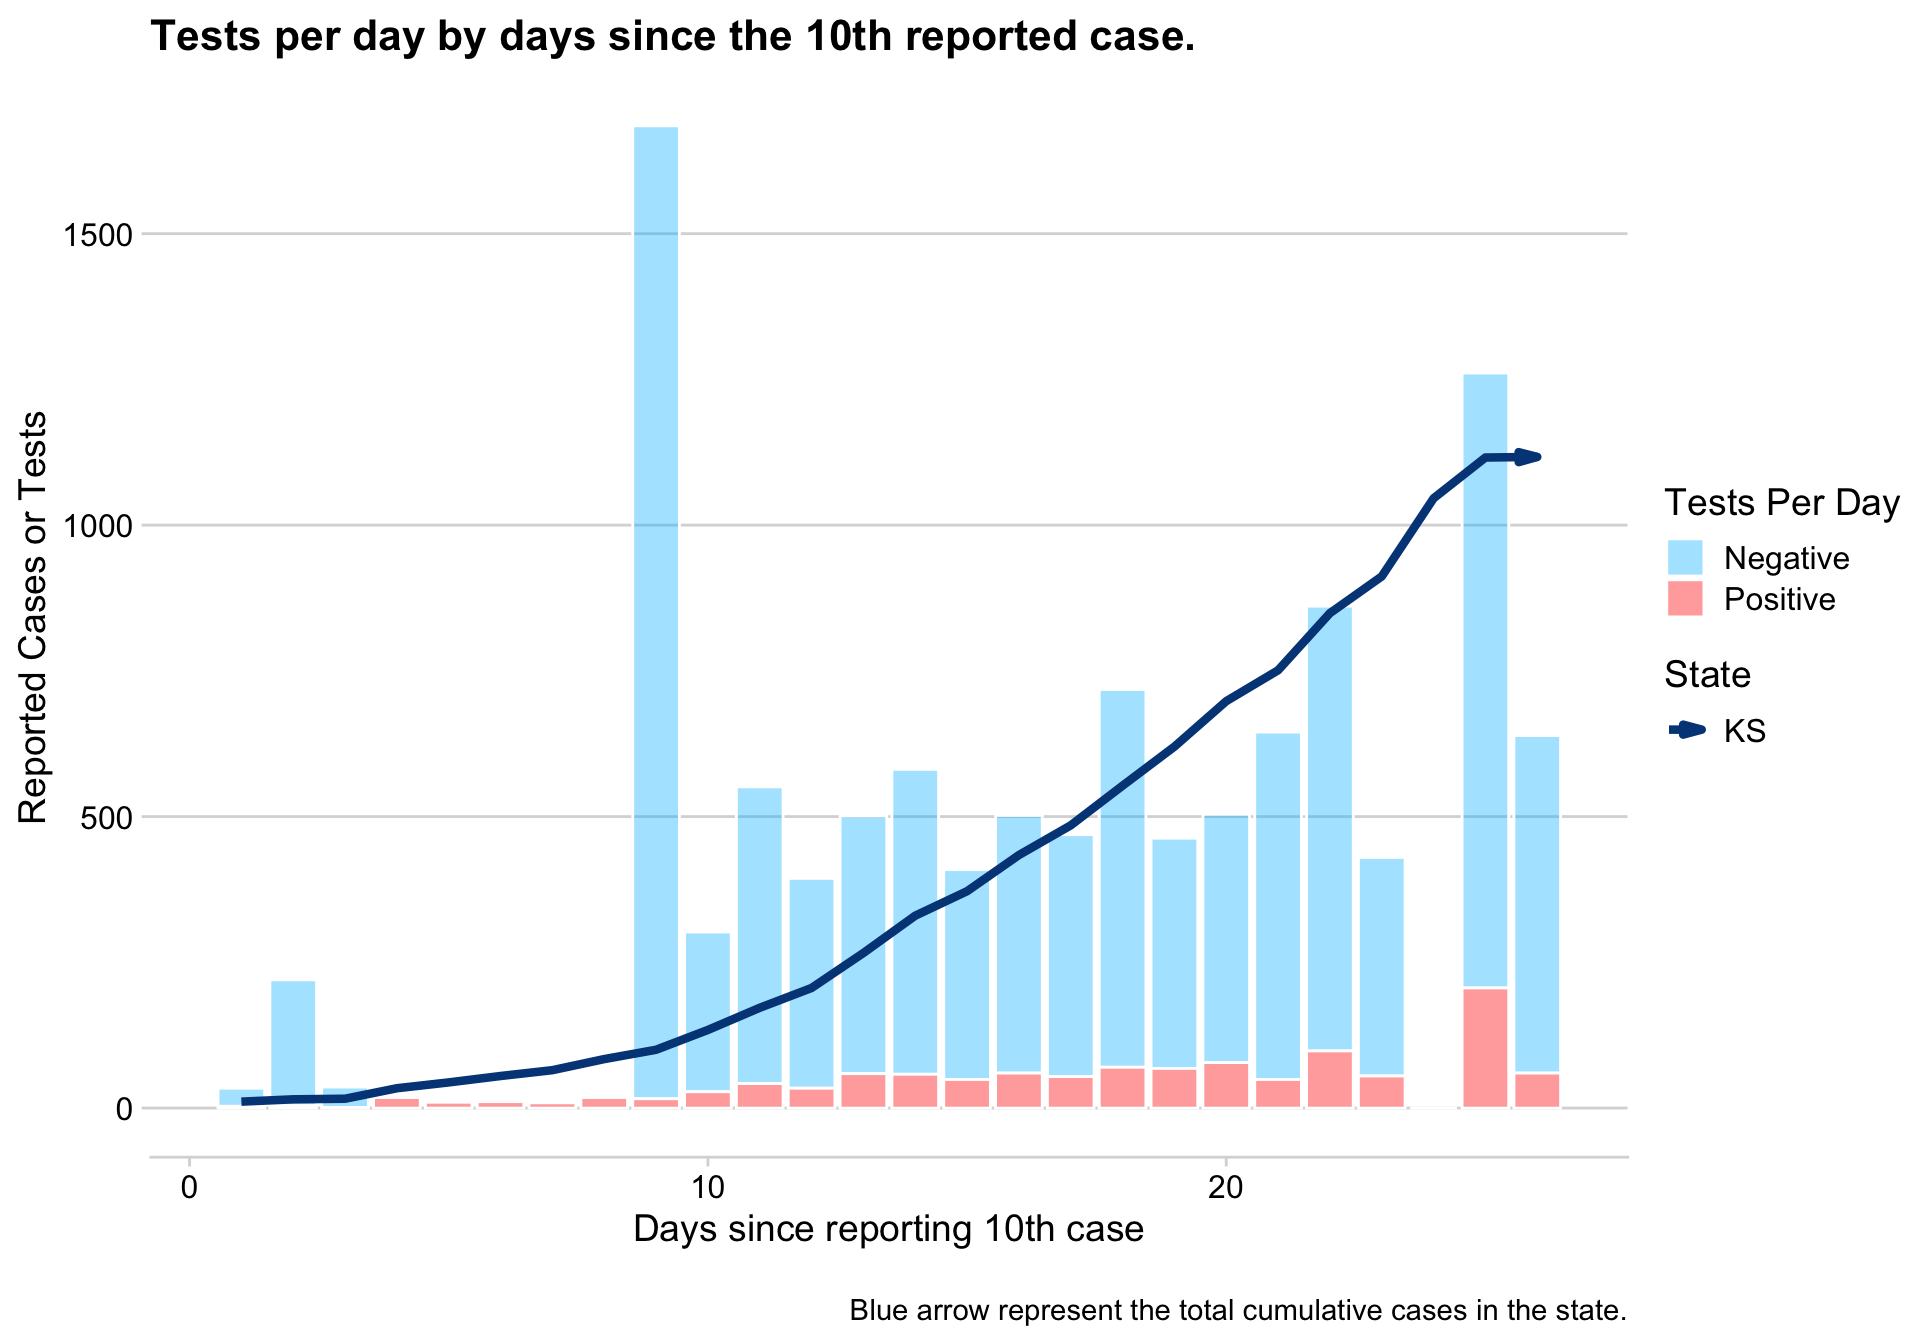 Tests per day by days since the 10th reported case.
Reported Cases or Tests
1500
1000
500
0
0
10
20
Days since reporting 10th case
Tests Per Day
Negative
Positive
State
KS
Blue arrow represent the total cumulative cases in the state.